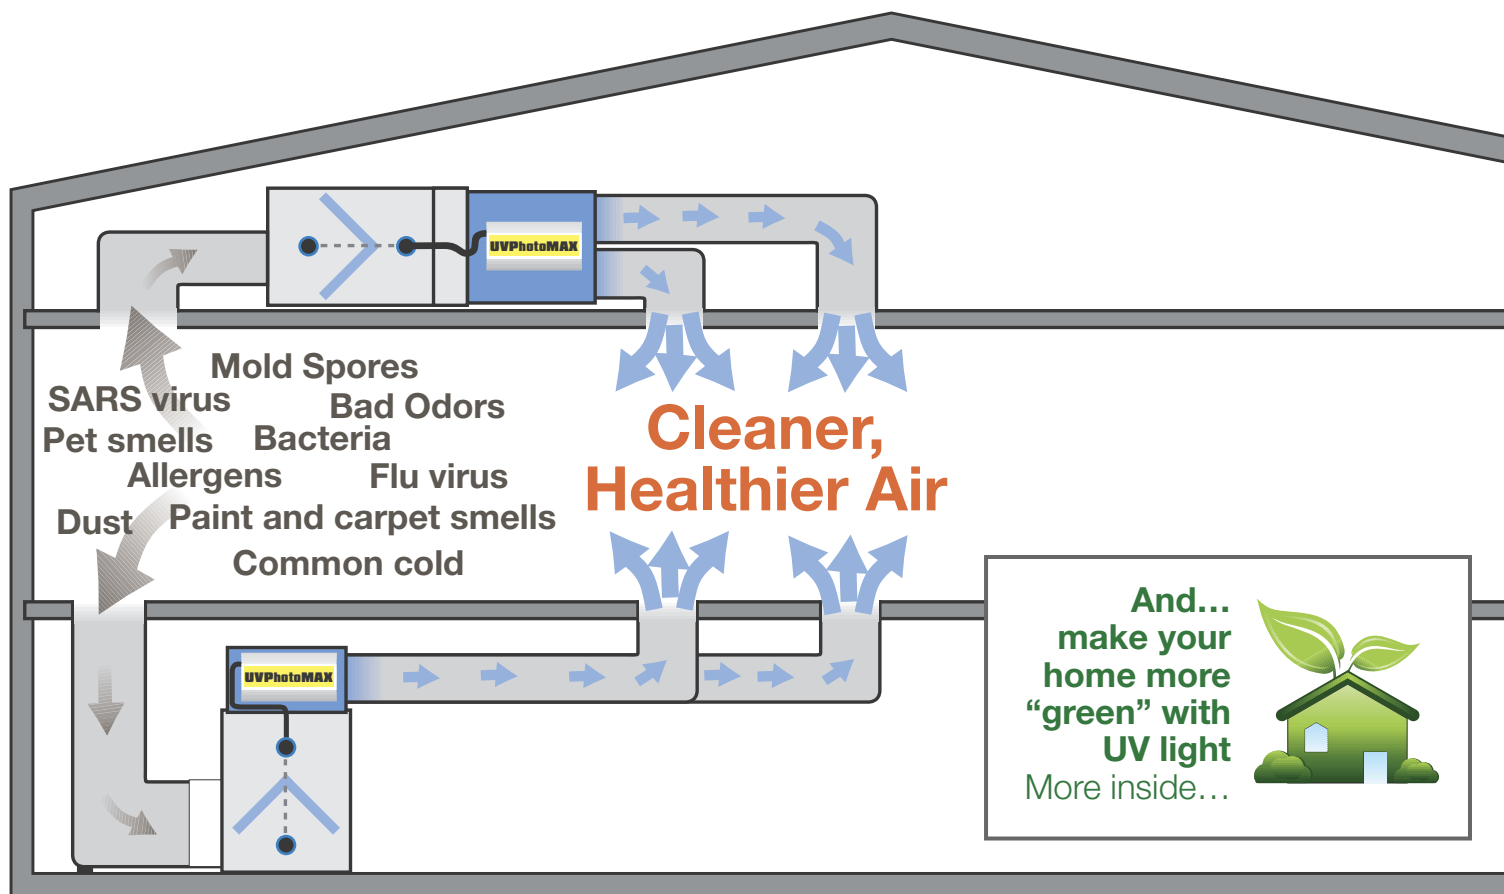 UVPhotoMAX
Mold Spores
SARS virus
Bad Odors
Pet smells
Bacteria
Allergens
Flu virus
Dust
Paint and carpet smells
Common cold
Cleaner,
Healthier Air
UVPhotoMAX
And…
make your
home more
“green” with
UV light
More inside…